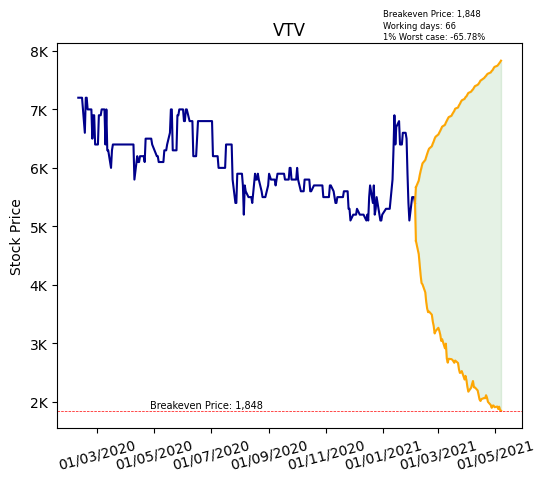 Breakeven Price: 1,848
Working days: 66
1% Worst case: -65.78%
VTV
8K
7K
6K
5K
4K
3K
2K
Stock Price
Breakeven Price: 1,848
01/03/2020
01/05/2020
01/07/2020
01/09/2020
01/11/2020
01/01/2021
01/03/2021
01/05/2021